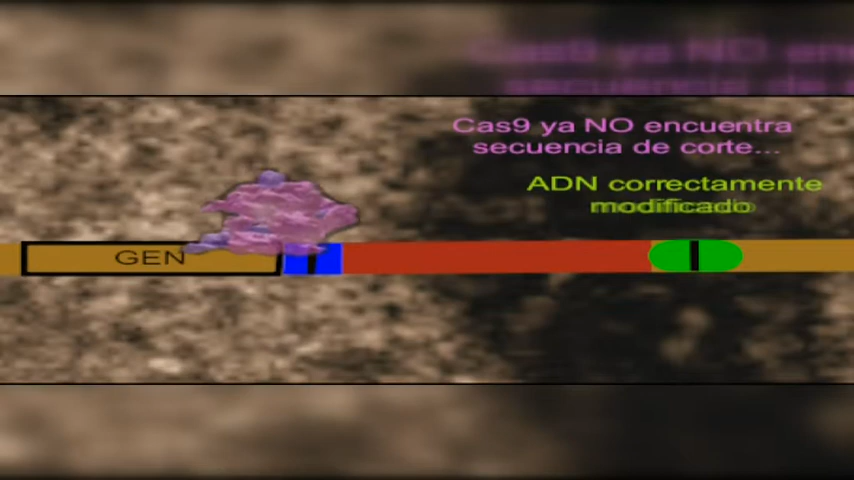 Cas9 ya NO encuentra
secuencia de corte...
ADN correctamente
modificado
GEN